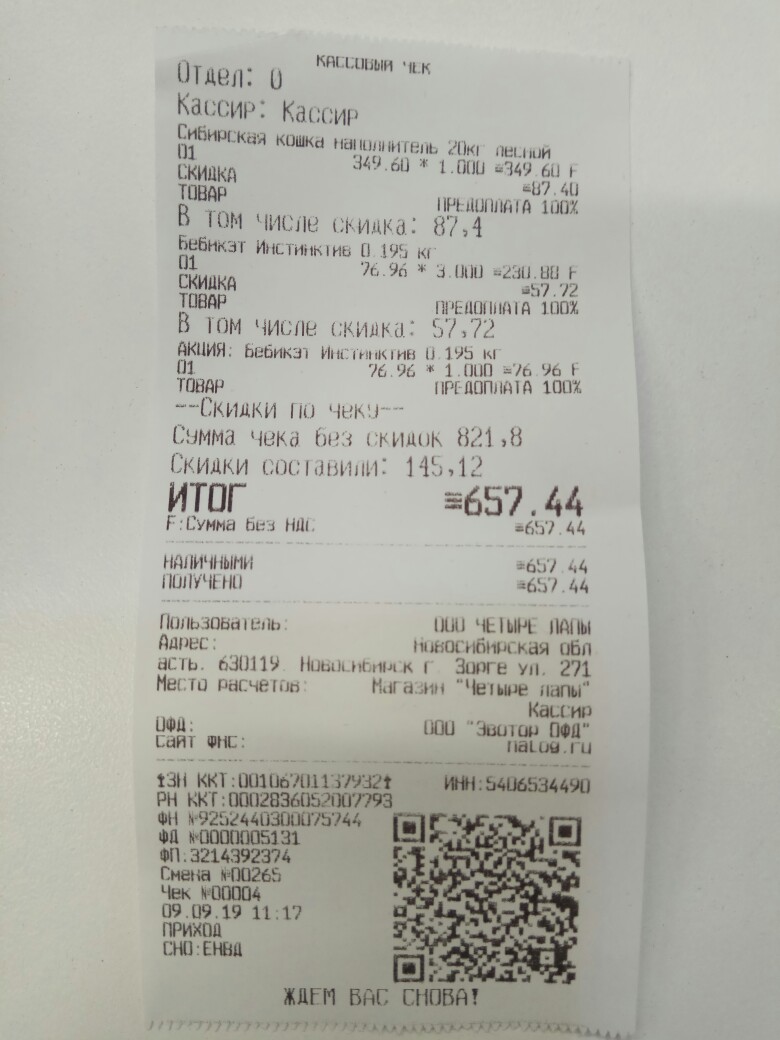 КАССОВЫЙ ЧЕК
Отдел: 0
Кассир: Кассир
Сибирская кошка наполнитель 20кг лесной
01 349.60 * 1.000 ≡349.60 F
СКИДКА ≡87.40
ТОВАР ПРЕДОПЛАТА 100%
В том числе скидка: 87,4
Бебикэт Инстинктив 0.195 кг
01 76.96 * 3.000 ≡230.88 F
СКИДКА ≡57.72
ТОВАР ПРЕДОПЛАТА 100%
В том числе скидка: 57,72
АКЦИЯ: Бебикэт Инстинктив 0.195 кг
01 76.96 * 1.000 ≡76.96 F
ТОВАР ПРЕДОПЛАТА 100%
--Скидки по чеку--
Сумма чека без скидок 821,8
Скидки составили: 145,12
ИТОГ ≡657.44
F:Сумма без НДС ≡657.44
НАЛИЧНЫМИ ≡657.44
ПОЛУЧЕНО ≡657.44
Пользователь: ООО ЧЕТЫРЕ ЛАПЫ
Адрес: Новосибирская обл
асть. 630119. Новосибирск г. Зорге ул. 271
Место расчетов: Магазин "Четыре лапы"
Кассир
ОФД: ООО "Эвотор ОФД"
Сайт ФНС: nalog.ru
ЗН ККТ:00106701137932 ИНН:5406534490
РН ККТ:0002836052007793
ФН №9252440300075744
ФД №0000005131
ФП:3214392374
Смена №00265
Чек №00004
09.09.19 11:17
ПРИХОД
СНО:ЕНВД
ЖДЕМ ВАС СНОВА!